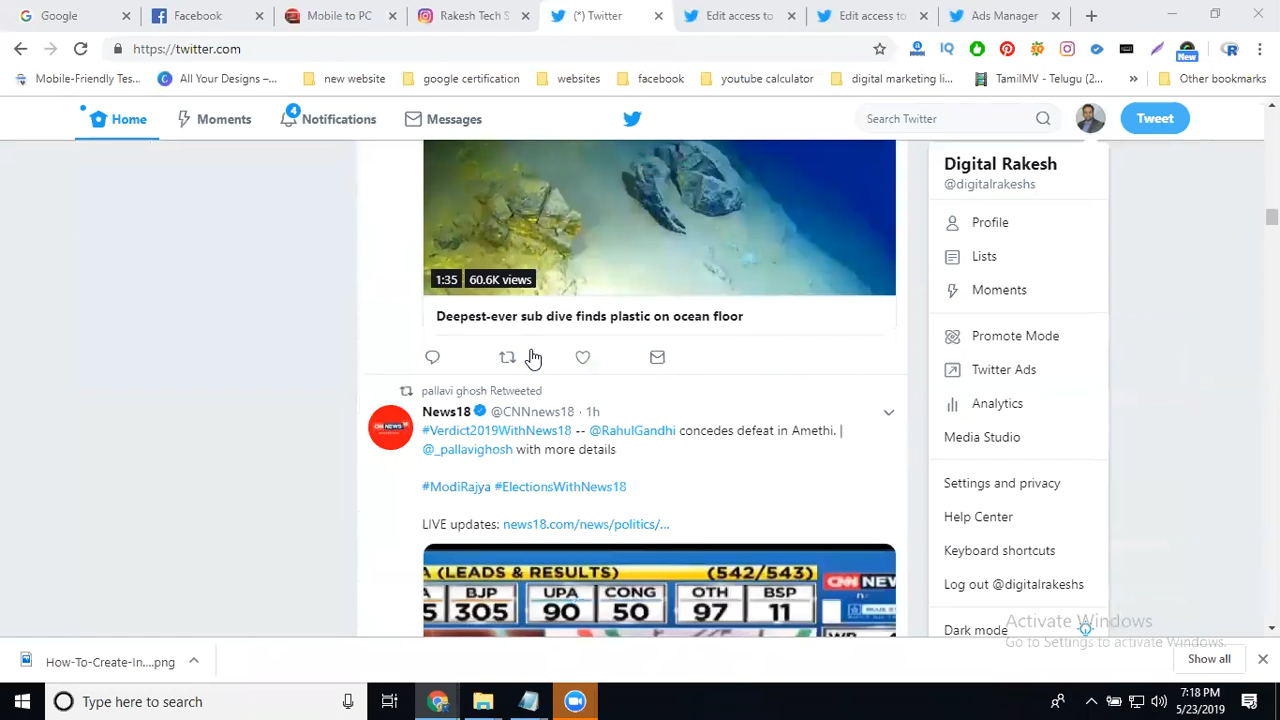 Google
Facebook
Mobile to PC
Rakesh Tech S
(*) Twitter
Edit access to
Edit access to
Ads Manager
https://twitter.com
New
Mobile-Friendly Tes...
All Your Designs –...
new website
google certification
websites
facebook
youtube calculator
digital marketing li...
TamilMV - Telugu (2...
Other bookmarks
Home
Moments
4
Notifications
Messages
Search Twitter
Tweet
Digital Rakesh
@digitalrakeshs
Profile
Lists
Moments
Promote Mode
Twitter Ads
Analytics
Media Studio
Settings and privacy
Help Center
Keyboard shortcuts
Log out @digitalrakeshs
Dark mode
1:35
60.6K views
Deepest-ever sub dive finds plastic on ocean floor
pallavi ghosh Retweeted
News18 @CNNnews18 · 1h
#Verdict2019WithNews18 -- @RahulGandhi concedes defeat in Amethi. |
@_pallavighosh with more details
#ModiRajya #ElectionsWithNews18
LIVE updates: news18.com/news/politics/...
A (LEADS & RESULTS) (542/543)
BJP UPA CONG OTH BSP
5 305 90 50 97 11
Activate Windows
Go to Settings to activate Windows.
How-To-Create-In....png
Show all
Type here to search
7:18 PM
5/23/2019